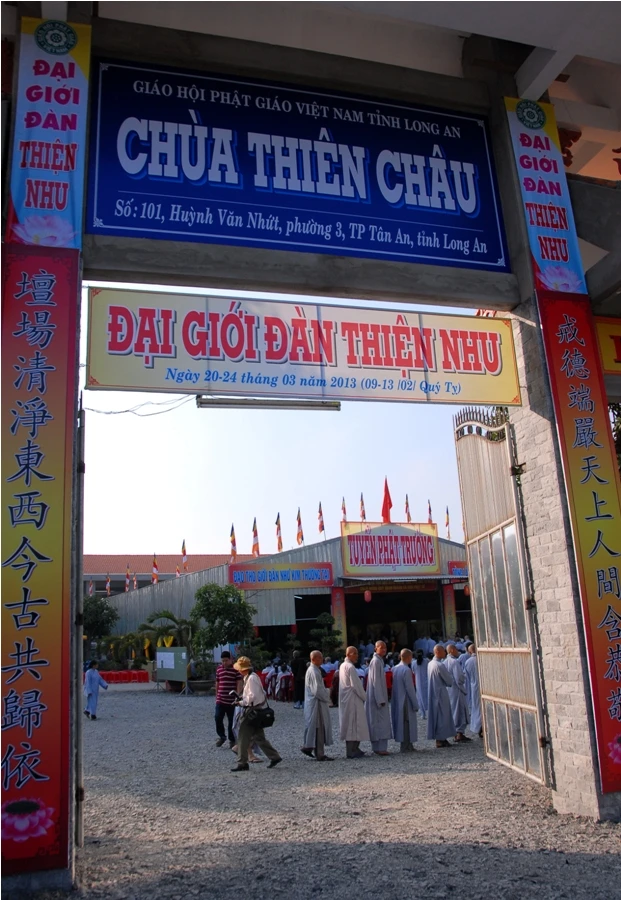 ĐẠI
GIỚI
ĐÀN
THIỆN
NHU
GIÁO HỘI PHẬT GIÁO VIỆT NAM TỈNH LONG AN
CHÙA THIÊN CHÂU
Số: 101, Huỳnh Văn Nhứt, phường 3, TP Tân An, tỉnh Long An
ĐẠI
GIỚI
ĐÀN
THIỆN
NHU
ĐẠI GIỚI ĐÀN THIỆN NHU
Ngày 20-24 tháng 03 năm 2013 (09-13 /02/ Quý Tỵ)
壇場清淨東西今古共歸依
戒德端嚴天上人間含恭敬
TUYỂN PHẬT TRƯỜNG